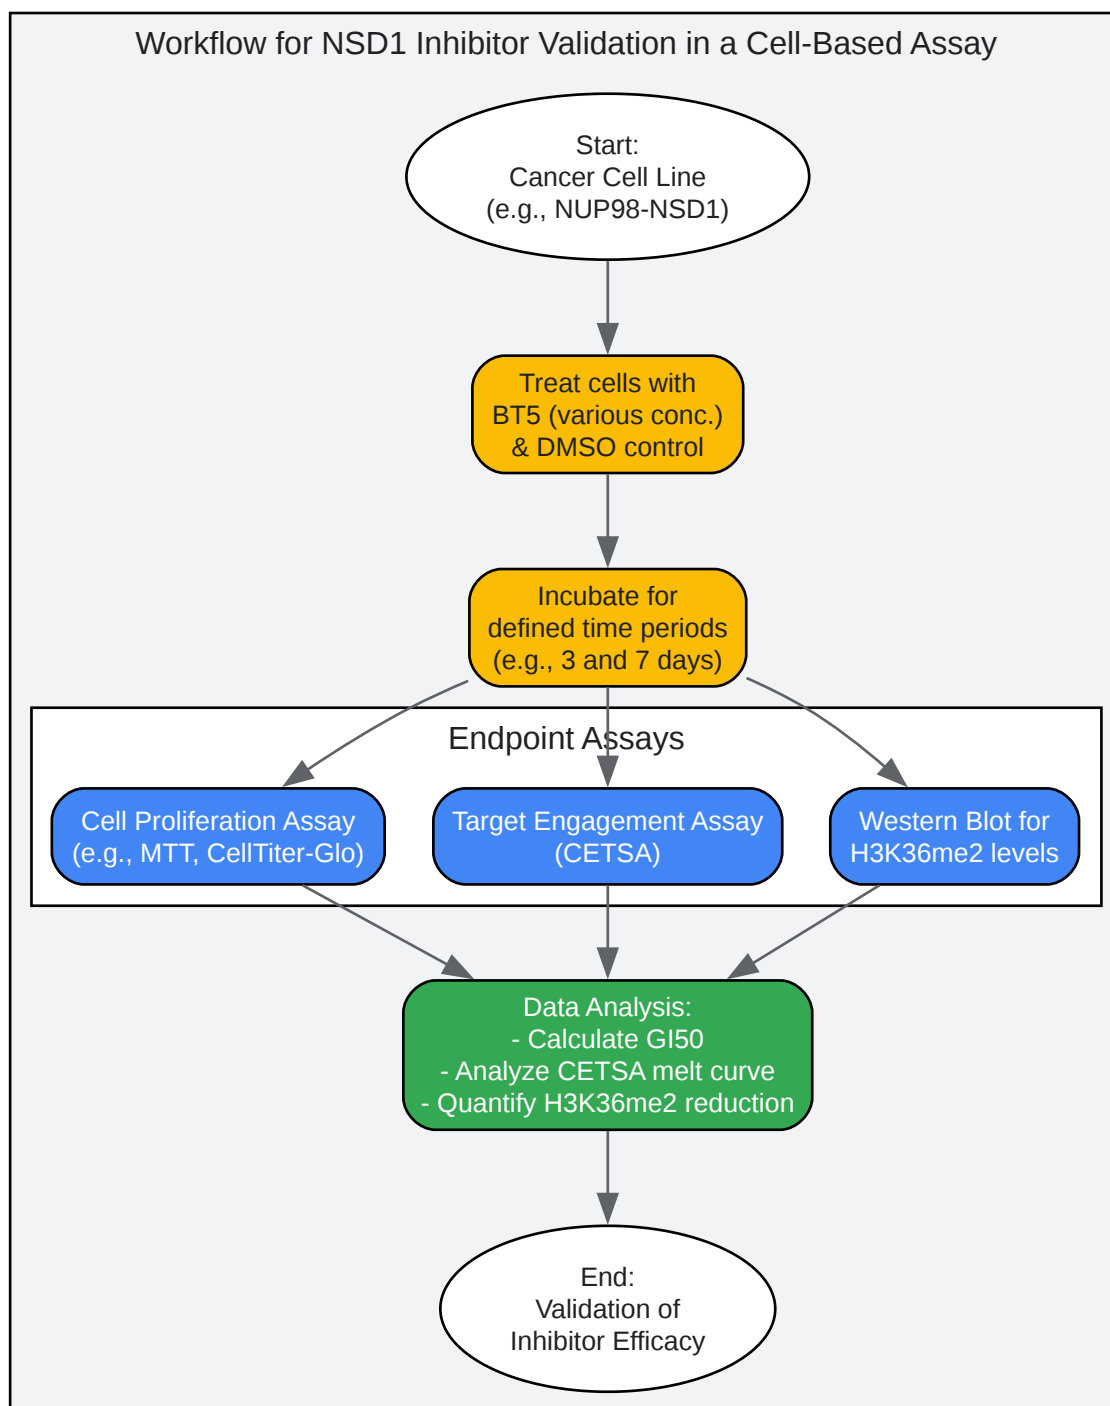 Workflow for NSD1 Inhibitor Validation in a Cell-Based Assay
Start:
Cancer Cell Line
(e.g., NUP98-NSD1)
Treat cells with
BT5 (various conc.)
& DMSO control
Incubate for
defined time periods
(e.g., 3 and 7 days)
Endpoint Assays
Cell Proliferation Assay
(e.g., MTT, CellTiter-Glo)
Target Engagement Assay
(CETSA)
Western Blot for
H3K36me2 levels
Data Analysis:
- Calculate GI50
- Analyze CETSA melt curve
- Quantify H3K36me2 reduction
End:
Validation of
Inhibitor Efficacy